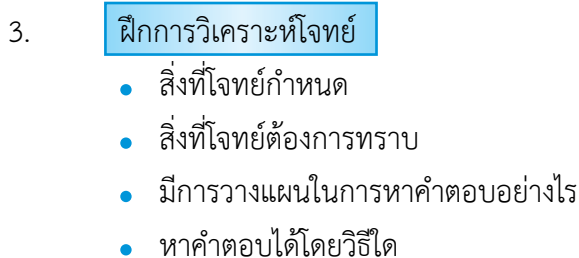 3. ฝึกการวิเคราะห์โจทย์
• สิ่งที่โจทย์กำหนด
• สิ่งที่โจทย์ต้องการทราบ
• มีการวางแผนในการหาคำตอบอย่างไร
• หาคำตอบได้โดยวิธีใด